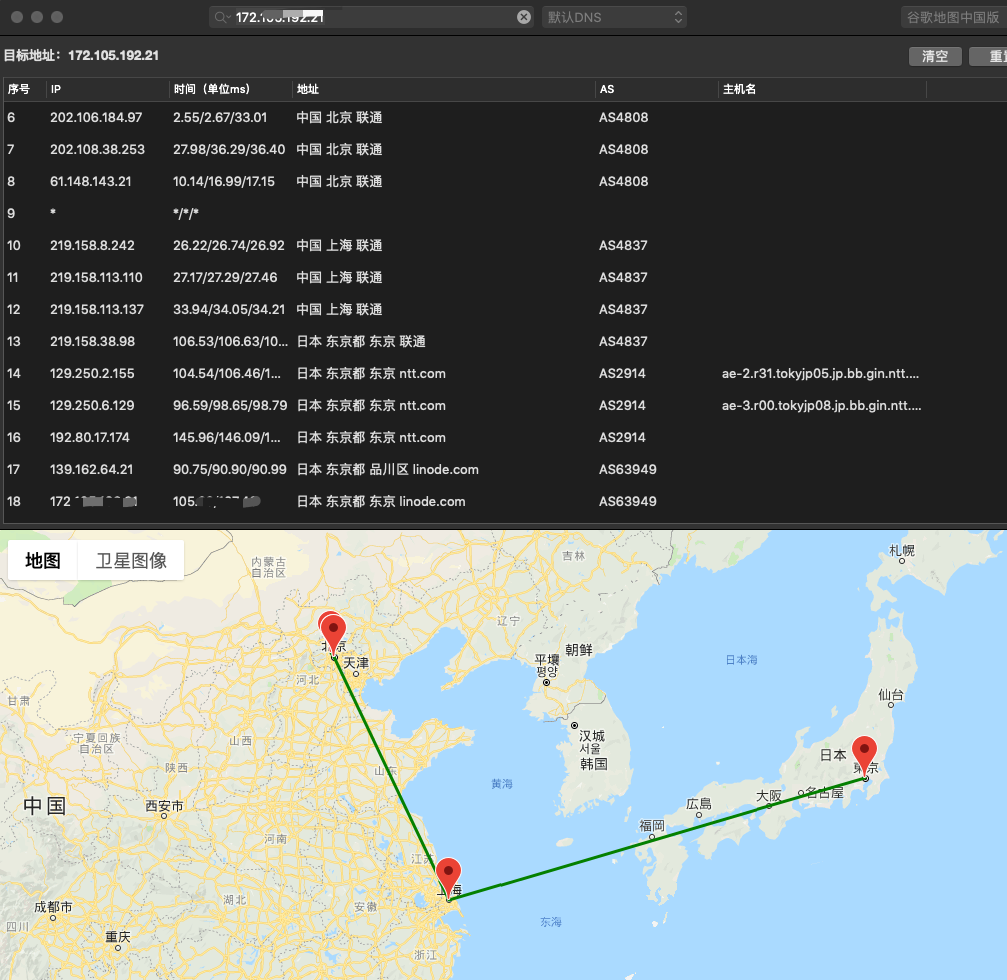 默认DNS
谷歌地图中国版
目标地址: 172.105.192.21
清空
序号 IP 时间（单位ms） 地址 AS 主机名
6 202.106.184.97 2.55/2.67/33.01 中国 北京 联通 AS4808
7 202.108.38.253 27.98/36.29/36.40 中国 北京 联通 AS4808
8 61.148.143.21 10.14/16.99/17.15 中国 北京 联通 AS4808
9 * */*/*
10 219.158.8.242 26.22/26.74/26.92 中国 上海 联通 AS4837
11 219.158.113.110 27.17/27.29/27.46 中国 上海 联通 AS4837
12 219.158.113.137 33.94/34.05/34.21 中国 上海 联通 AS4837
13 219.158.38.98 106.53/106.63/10... 日本 东京都 东京 联通 AS4837
14 129.250.2.155 104.54/106.46/1... 日本 东京都 东京 ntt.com AS2914 ae-2.r31.tokyjp05.jp.bb.gin.ntt....
15 129.250.6.129 96.59/98.65/98.79 日本 东京都 东京 ntt.com AS2914 ae-3.r00.tokyjp08.jp.bb.gin.ntt....
16 192.80.17.174 145.96/146.09/1... 日本 东京都 东京 ntt.com AS2914
17 139.162.64.21 90.75/90.90/90.99 日本 东京都 品川区 linode.com AS63949
18 172 105. 日本 东京都 东京 linode.com AS63949
地图 卫星图像
内蒙古
自治区
吉林
札幌
辽宁
朝鲜
平壤
평양
日本海
天津
河北
甘肃
仙台
宁夏回族
自治区
山西
汉城
서울
韩国
日本
陕西
山东
黄海
大阪
名古屋
中国
西安市
広島
福岡
河南
江苏
上海
湖北
安徽
成都市
四川
东海
重庆
浙江